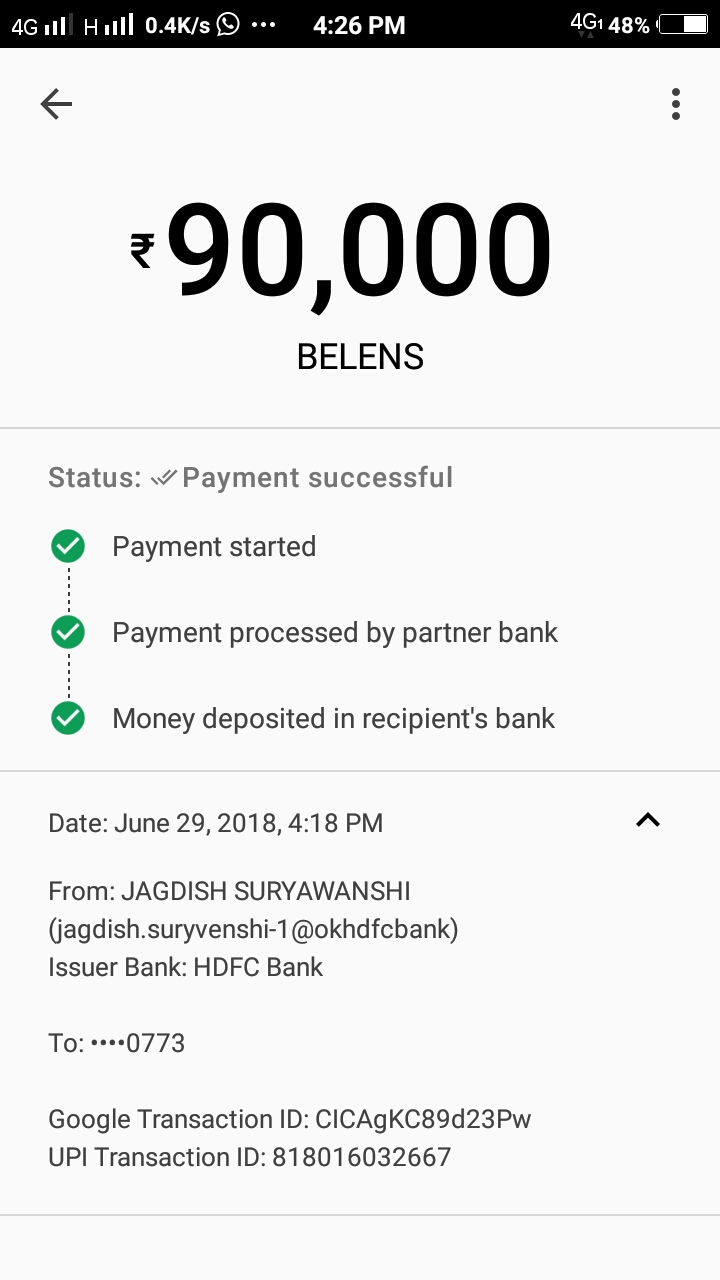 4G H 0.4K/s ... 4:26 PM 4G1 48%
₹90,000
BELENS
Status: Payment successful
Payment started
Payment processed by partner bank
Money deposited in recipient's bank
Date: June 29, 2018, 4:18 PM
From: JAGDISH SURYAWANSHI
(jagdish.suryvenshi-1@okhdfcbank)
Issuer Bank: HDFC Bank
To: ••••0773
Google Transaction ID: CICAgKC89d23Pw
UPI Transaction ID: 818016032667